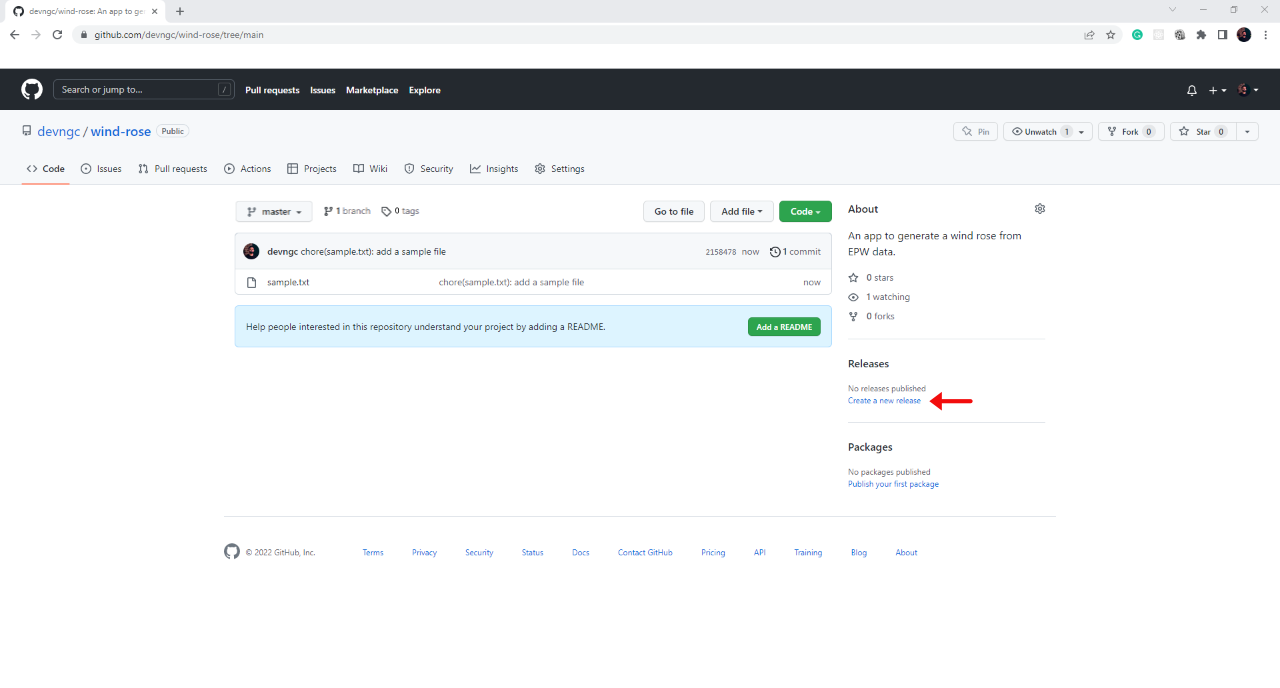 devngc/wind-rose: An app to ge
github.com/devngc/wind-rose/tree/main
Search or jump to... / Pull requests Issues Marketplace Explore
devngc / wind-rose Public Pin Unwatch 1 Fork 0 Star 0
Code Issues Pull requests Actions Projects Wiki Security Insights Settings
master 1 branch 0 tags Go to file Add file Code
devngc chore(sample.txt): add a sample file 2158478 now 1 commit
sample.txt chore(sample.txt): add a sample file now
Help people interested in this repository understand your project by adding a README. Add a README
About
An app to generate a wind rose from
EPW data.
0 stars
1 watching
0 forks
Releases
No releases published
Create a new release
Packages
No packages published
Publish your first package
© 2022 GitHub, Inc. Terms Privacy Security Status Docs Contact GitHub Pricing API Training Blog About